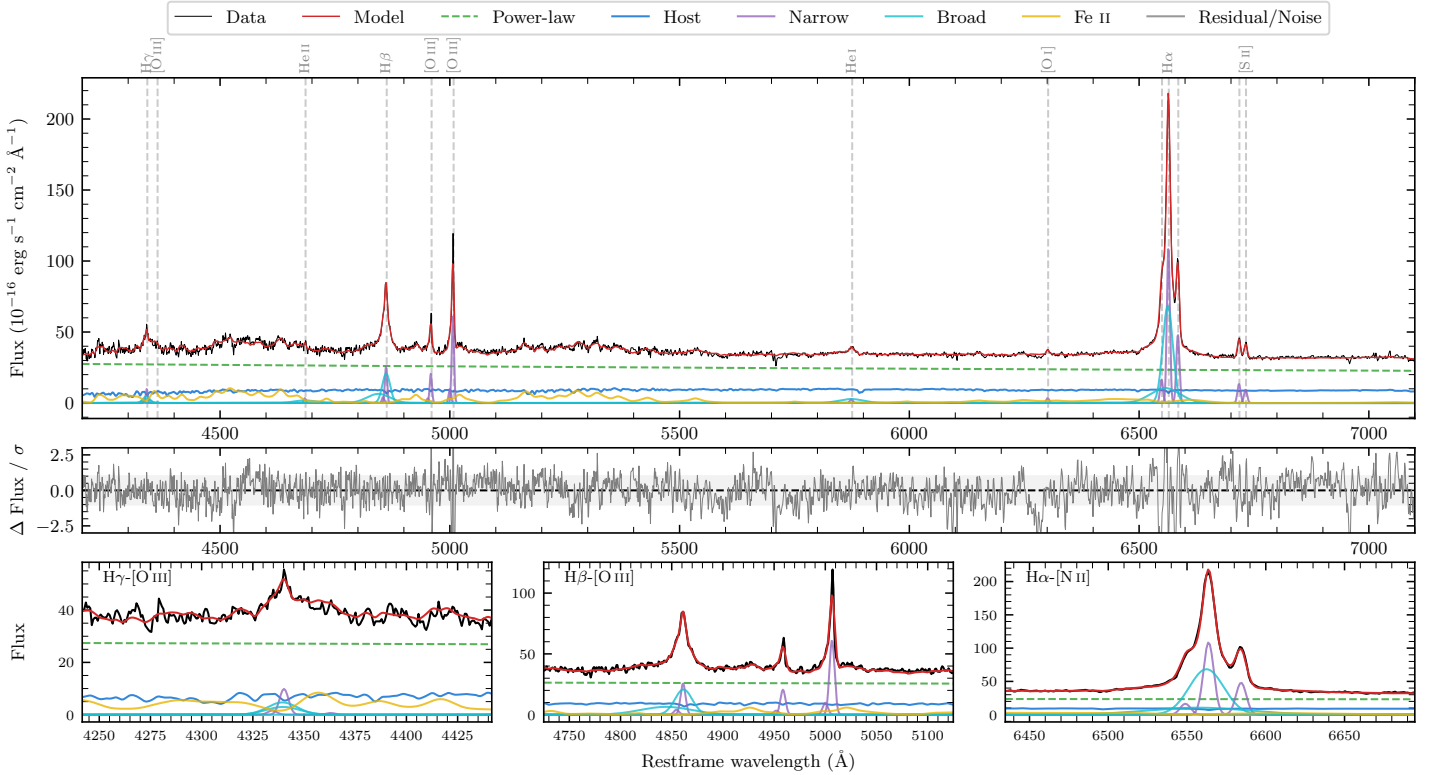 Data Model Power-law Host Narrow Broad Fe II Residual/Noise
Hγ [O III] He II Hβ [O III] [O III] He I [O I] Hα [S II]
Flux (10⁻¹⁶ erg s⁻¹ cm⁻² Å⁻¹)
200
150
100
50
0
4500 5000 5500 6000 6500 7000
Δ Flux / σ
2.5
0.0
−2.5
4500 5000 5500 6000 6500 7000
Hγ-[O III] Hβ-[O III] Hα-[N II]
Flux
40
20
0
4250 4275 4300 4325 4350 4375 4400 4425
100
50
0
4750 4800 4850 4900 4950 5000 5050 5100
200
150
100
50
0
6450 6500 6550 6600 6650
Restframe wavelength (Å)